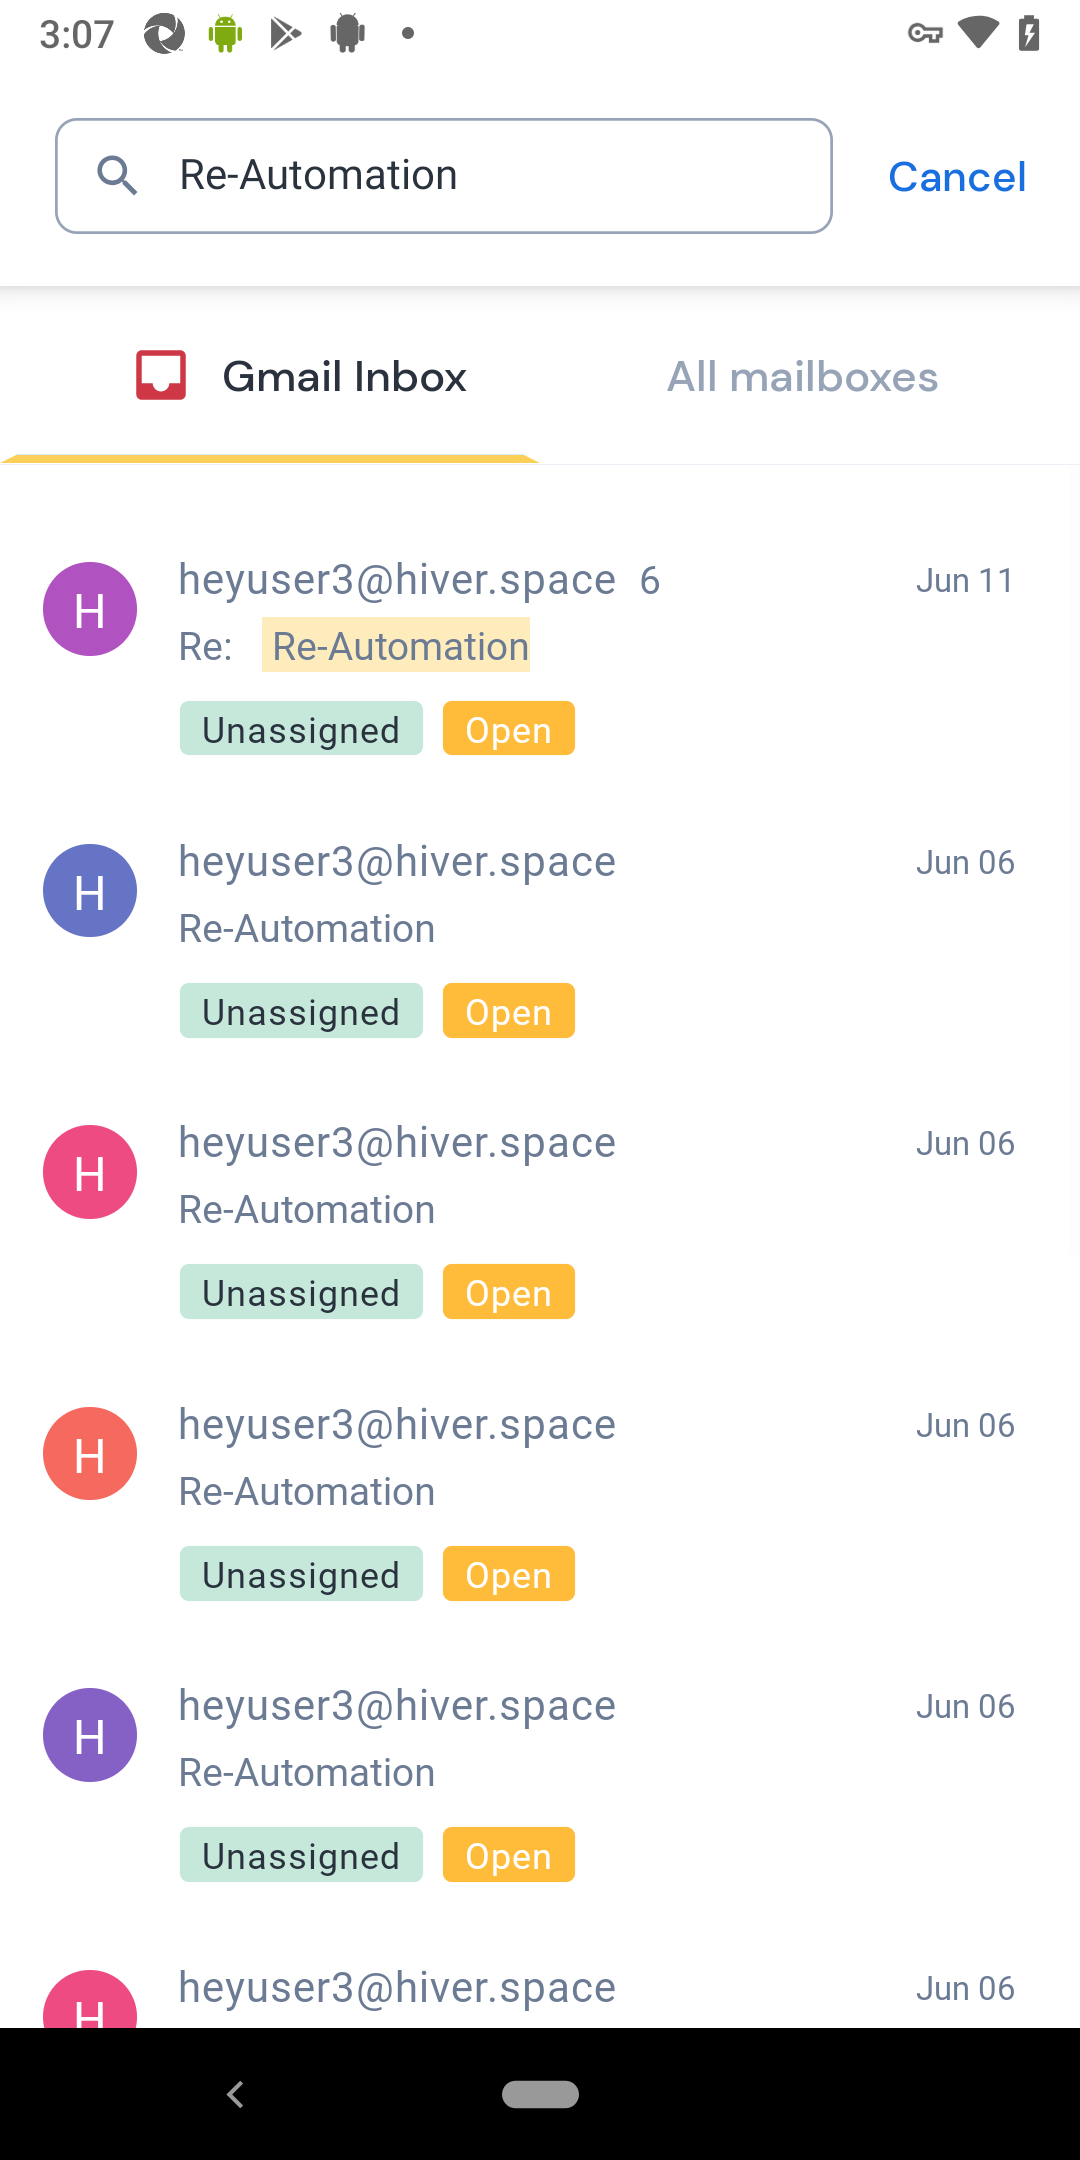 3:07
Re-Automation
Cancel
Gmail Inbox
All mailboxes
H
heyuser3@hiver.space 6
Jun 11
Re: Re-Automation
Unassigned
Open
H
heyuser3@hiver.space
Jun 06
Re-Automation
Unassigned
Open
H
heyuser3@hiver.space
Jun 06
Re-Automation
Unassigned
Open
H
heyuser3@hiver.space
Jun 06
Re-Automation
Unassigned
Open
H
heyuser3@hiver.space
Jun 06
Re-Automation
Unassigned
Open
H
heyuser3@hiver.space
Jun 06